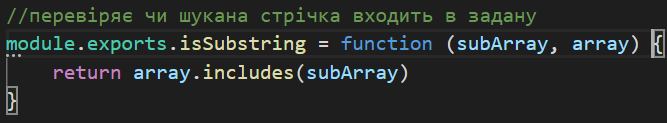 //перевіряє чи шукана стрічка входить в задану
module.exports.isSubstring = function (subArray, array) {
    return array.includes(subArray)
}